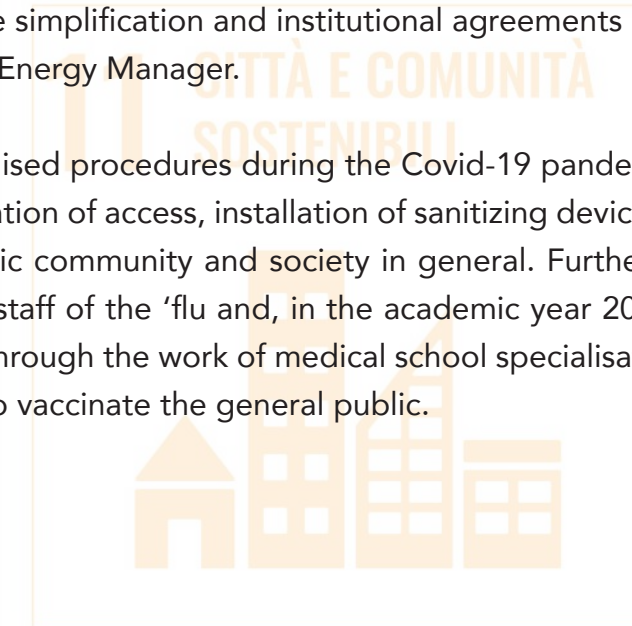 e simplification and institutional agreements
Energy Manager.
11 CITTÀ E COMUNITÀ
SOSTENIBILI
ised procedures during the Covid-19 pande
ation of access, installation of sanitizing devic
ic community and society in general. Furthe
staff of the ‘flu and, in the academic year 20
hrough the work of medical school specialisa
o vaccinate the general public.